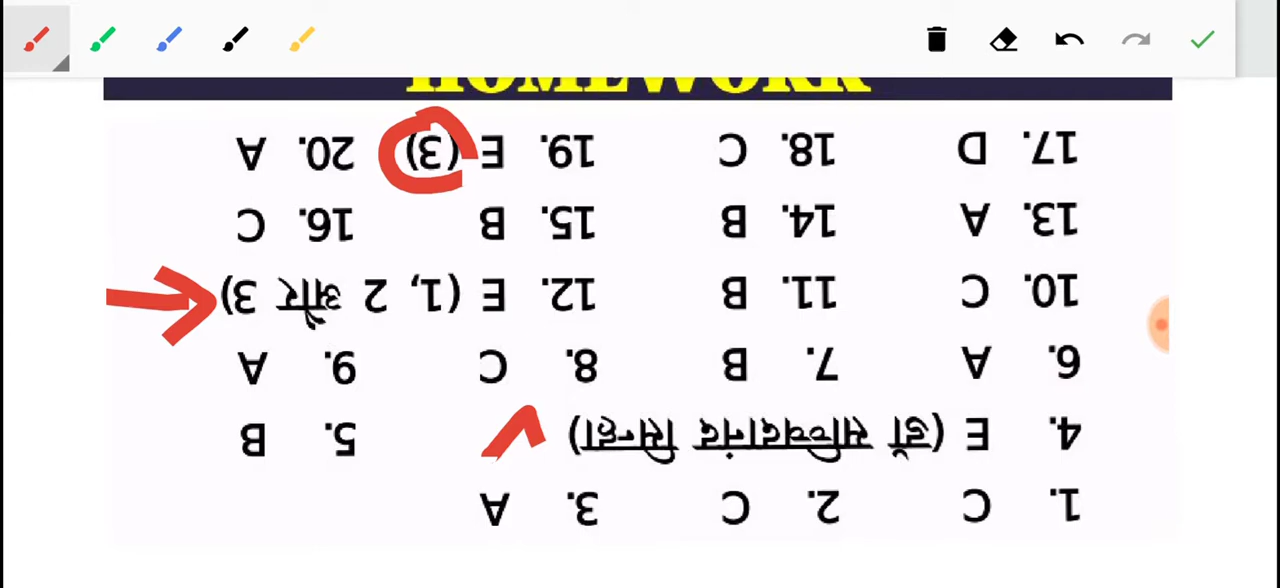 HOMEWORK
1. C 2. C 3. A
4. E (डॉ सच्चिदानंद सिन्हा) 5. B
6. A 7. B 8. C 9. A
10. C 11. B 12. E (1, 2 और 3)
13. A 14. B 15. B 16. C
17. D 18. C 19. E (3) 20. A